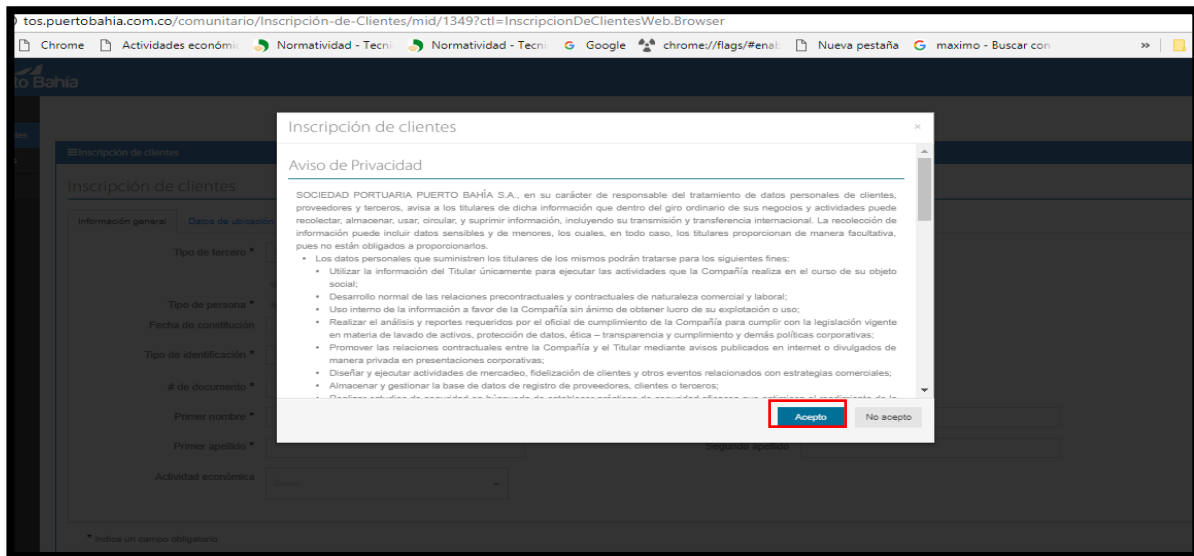 tos.puertobahia.com.co/comunitario/Inscripción-de-Clientes/mid/1349?ctl=InscripcionDeClientesWeb.Browser
Chrome Actividades económi Normatividad - Tecni Normatividad - Tecni Google chrome://flags/#enab Nueva pestaña maximo - Buscar con »
to Bahía
Inscripción de clientes ×
Inscripción de clientes
Aviso de Privacidad
Inscripción de clientes
SOCIEDAD PORTUARIA PUERTO BAHÍA S.A., en su carácter de responsable del tratamiento de datos personales de clientes,
proveedores y terceros, avisa a los titulares de dicha información que dentro del giro ordinario de sus negocios y actividades puede
recolectar, almacenar, usar, circular, y suprimir información, incluyendo su transmisión y transferencia internacional. La recolección de
información puede incluir datos sensibles y de menores, los cuales, en todo caso, los titulares proporcionan de manera facultativa,
pues no están obligados a proporcionarlos.
• Los datos personales que suministren los titulares de los mismos podrán tratarse para los siguientes fines:
• Utilizar la información del Titular únicamente para ejecutar las actividades que la Compañía realiza en el curso de su objeto
social;
• Desarrollo normal de las relaciones precontractuales y contractuales de naturaleza comercial y laboral;
• Uso interno de la información a favor de la Compañía sin ánimo de obtener lucro de su explotación o uso;
• Realizar el análisis y reportes requeridos por el oficial de cumplimiento de la Compañía para cumplir con la legislación vigente
en materia de lavado de activos, protección de datos, ética – transparencia y cumplimiento y demás políticas corporativas;
• Promover las relaciones contractuales entre la Compañía y el Titular mediante avisos publicados en internet o divulgados de
manera privada en presentaciones corporativas;
• Diseñar y ejecutar actividades de mercadeo, fidelización de clientes y otros eventos relacionados con estrategias comerciales;
• Almacenar y gestionar la base de datos de registro de proveedores, clientes o terceros;
Acepto No acepto
Información general Datos de ubicación
Tipo de tercero *
Tipo de persona *
Fecha de constitución
Tipo de identificación *
# de documento *
Primer nombre *
Primer apellido * Segundo apellido
Actividad económica
* Indica un campo obligatorio